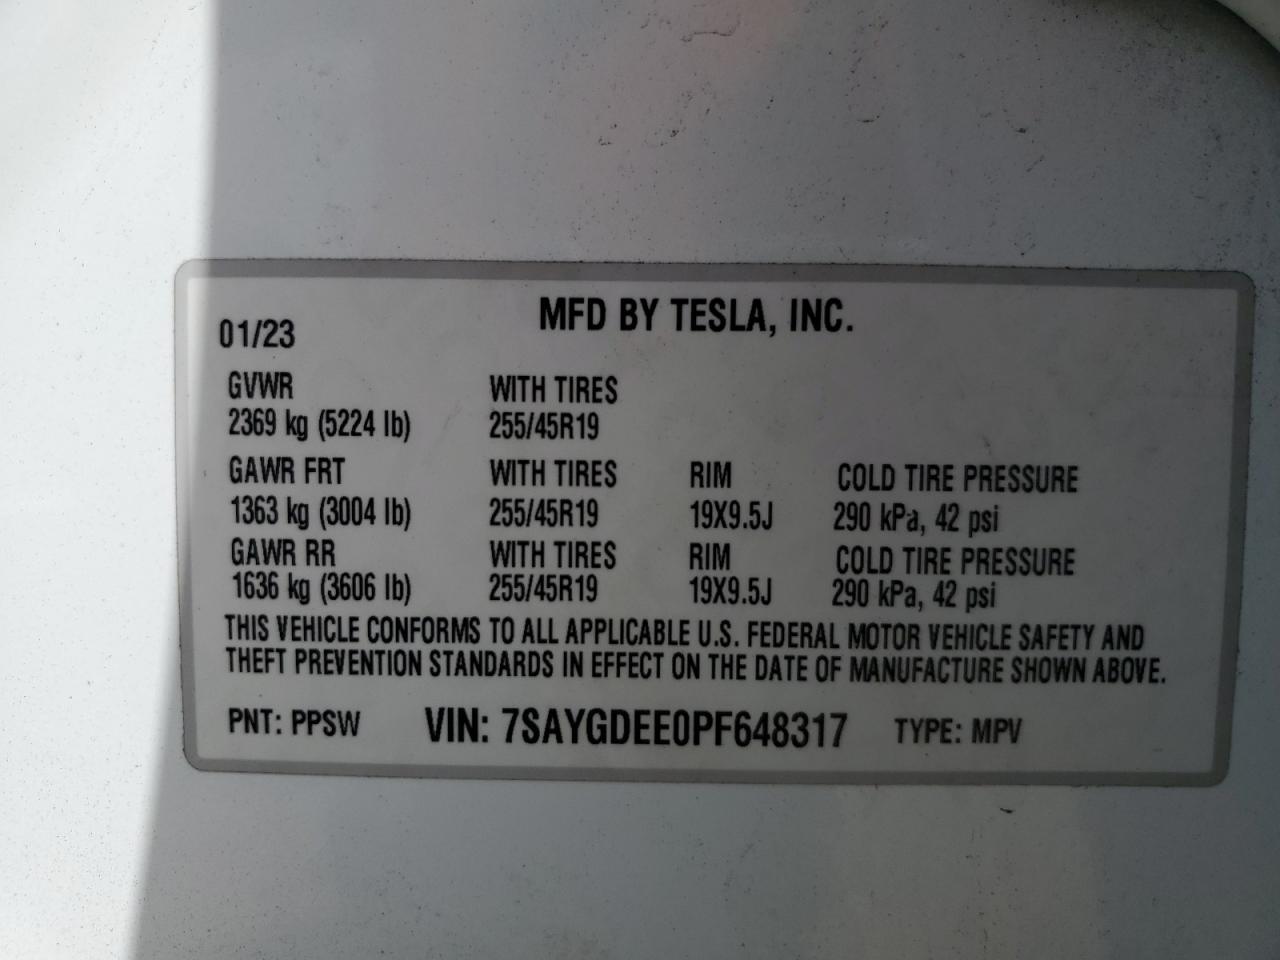 MFD BY TESLA, INC.
01/23
GVWR WITH TIRES
2369 kg (5224 lb) 255/45R19
GAWR FRT WITH TIRES RIM COLD TIRE PRESSURE
1363 kg (3004 lb) 255/45R19 19X9.5J 290 kPa, 42 psi
GAWR RR WITH TIRES RIM COLD TIRE PRESSURE
1636 kg (3606 lb) 255/45R19 19X9.5J 290 kPa, 42 psi
THIS VEHICLE CONFORMS TO ALL APPLICABLE U.S. FEDERAL MOTOR VEHICLE SAFETY AND
THEFT PREVENTION STANDARDS IN EFFECT ON THE DATE OF MANUFACTURE SHOWN ABOVE.
PNT: PPSW VIN: 7SAYGDEE0PF648317 TYPE: MPV